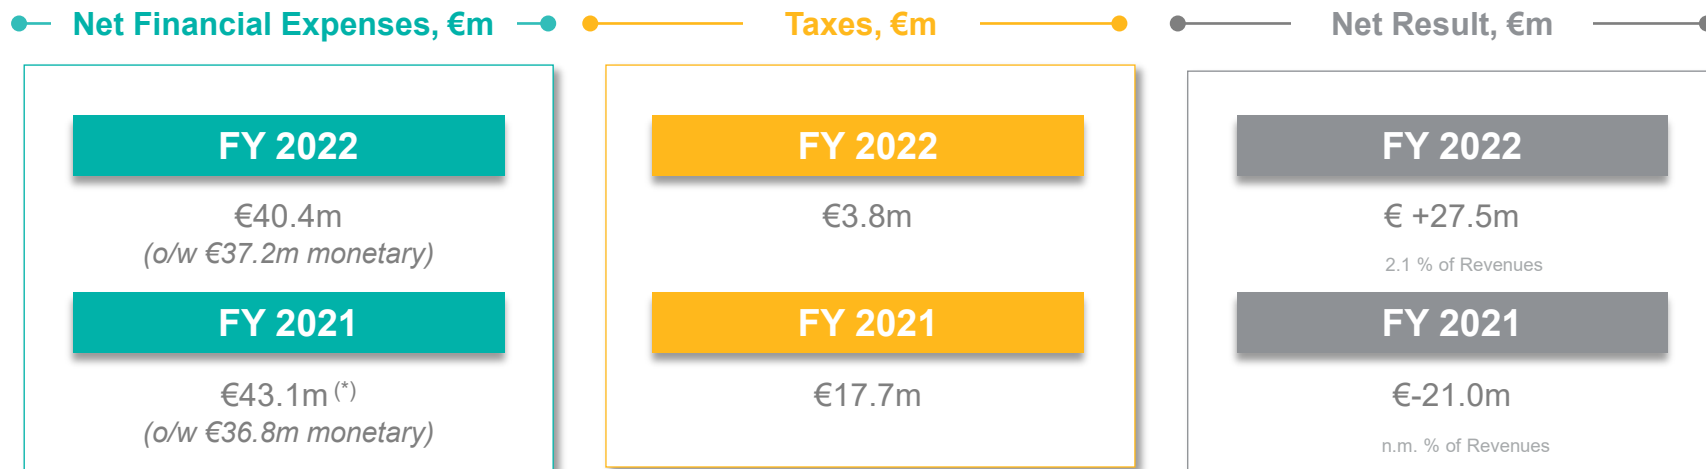 Net Financial Expenses, €m
FY 2022
€40.4m
(o/w €37.2m monetary)
FY 2021
€43.1m (*)
(o/w €36.8m monetary)
Taxes, €m
FY 2022
€3.8m
FY 2021
€17.7m
Net Result, €m
FY 2022
€ +27.5m
2.1 % of Revenues
FY 2021
€-21.0m
n.m. % of Revenues